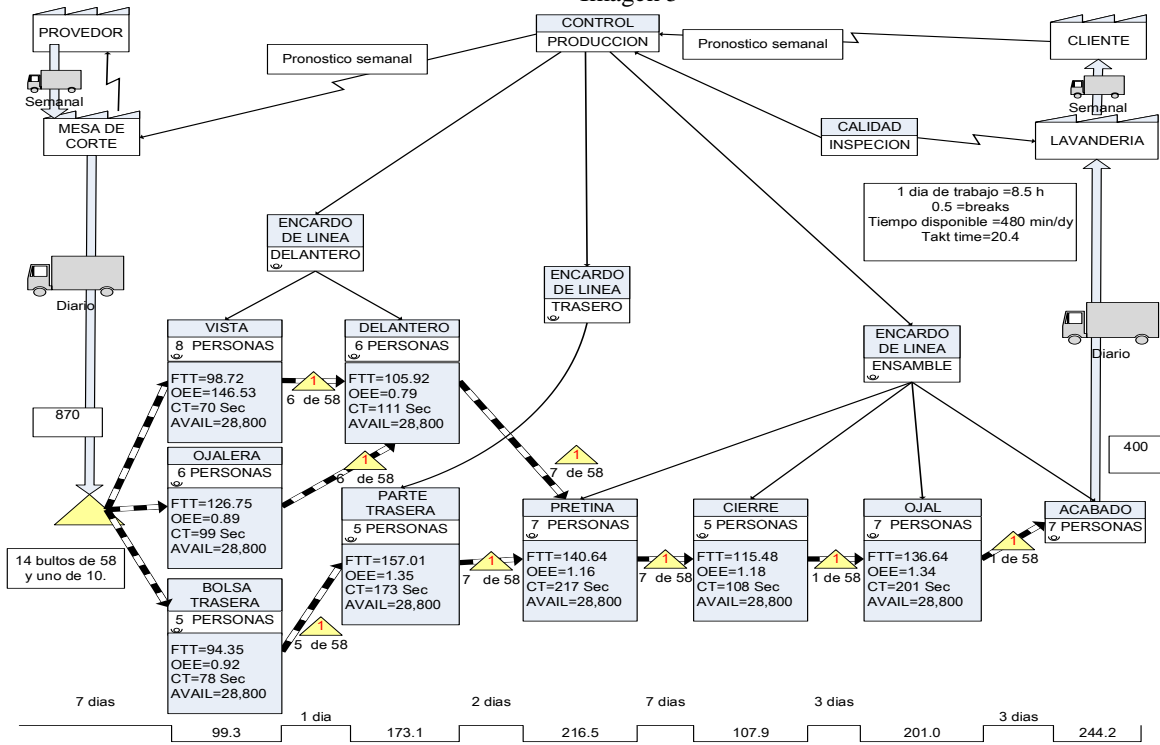 Imagen 3
PROVEDOR
Semanal
MESA DE
CORTE
Pronostico semanal
CONTROL
PRODUCCION
Pronostico semanal
CLIENTE
Semanal
LAVANDERIA
CALIDAD
INSPECION
1 dia de trabajo =8.5 h
0.5 =breaks
Tiempo disponible =480 min/dy
Takt time=20.4
Diario
Diario
ENCARDO
DE LINEA
DELANTERO
ENCARDO
DE LINEA
TRASERO
ENCARDO
DE LINEA
ENSAMBLE
870
400
14 bultos de 58
y uno de 10.
VISTA
8 PERSONAS
FTT=98.72
OEE=146.53
CT=70 Sec
AVAIL=28,800
1
6 de 58
DELANTERO
6 PERSONAS
FTT=105.92
OEE=0.79
CT=111 Sec
AVAIL=28,800
1
7 de 58
OJALERA
6 PERSONAS
FTT=126.75
OEE=0.89
CT=99 Sec
AVAIL=28,800
1
6 de 58
BOLSA
TRASERA
5 PERSONAS
FTT=94.35
OEE=0.92
CT=78 Sec
AVAIL=28,800
1
5 de 58
PARTE
TRASERA
5 PERSONAS
FTT=157.01
OEE=1.35
CT=173 Sec
AVAIL=28,800
1
7 de 58
PRETINA
7 PERSONAS
FTT=140.64
OEE=1.16
CT=217 Sec
AVAIL=28,800
1
7 de 58
CIERRE
5 PERSONAS
FTT=115.48
OEE=1.18
CT=108 Sec
AVAIL=28,800
1
1 de 58
OJAL
7 PERSONAS
FTT=136.64
OEE=1.34
CT=201 Sec
AVAIL=28,800
1
1 de 58
ACABADO
7 PERSONAS
7 dias
99.3
1 dia
173.1
2 dias
216.5
7 dias
107.9
3 dias
201.0
3 dias
244.2